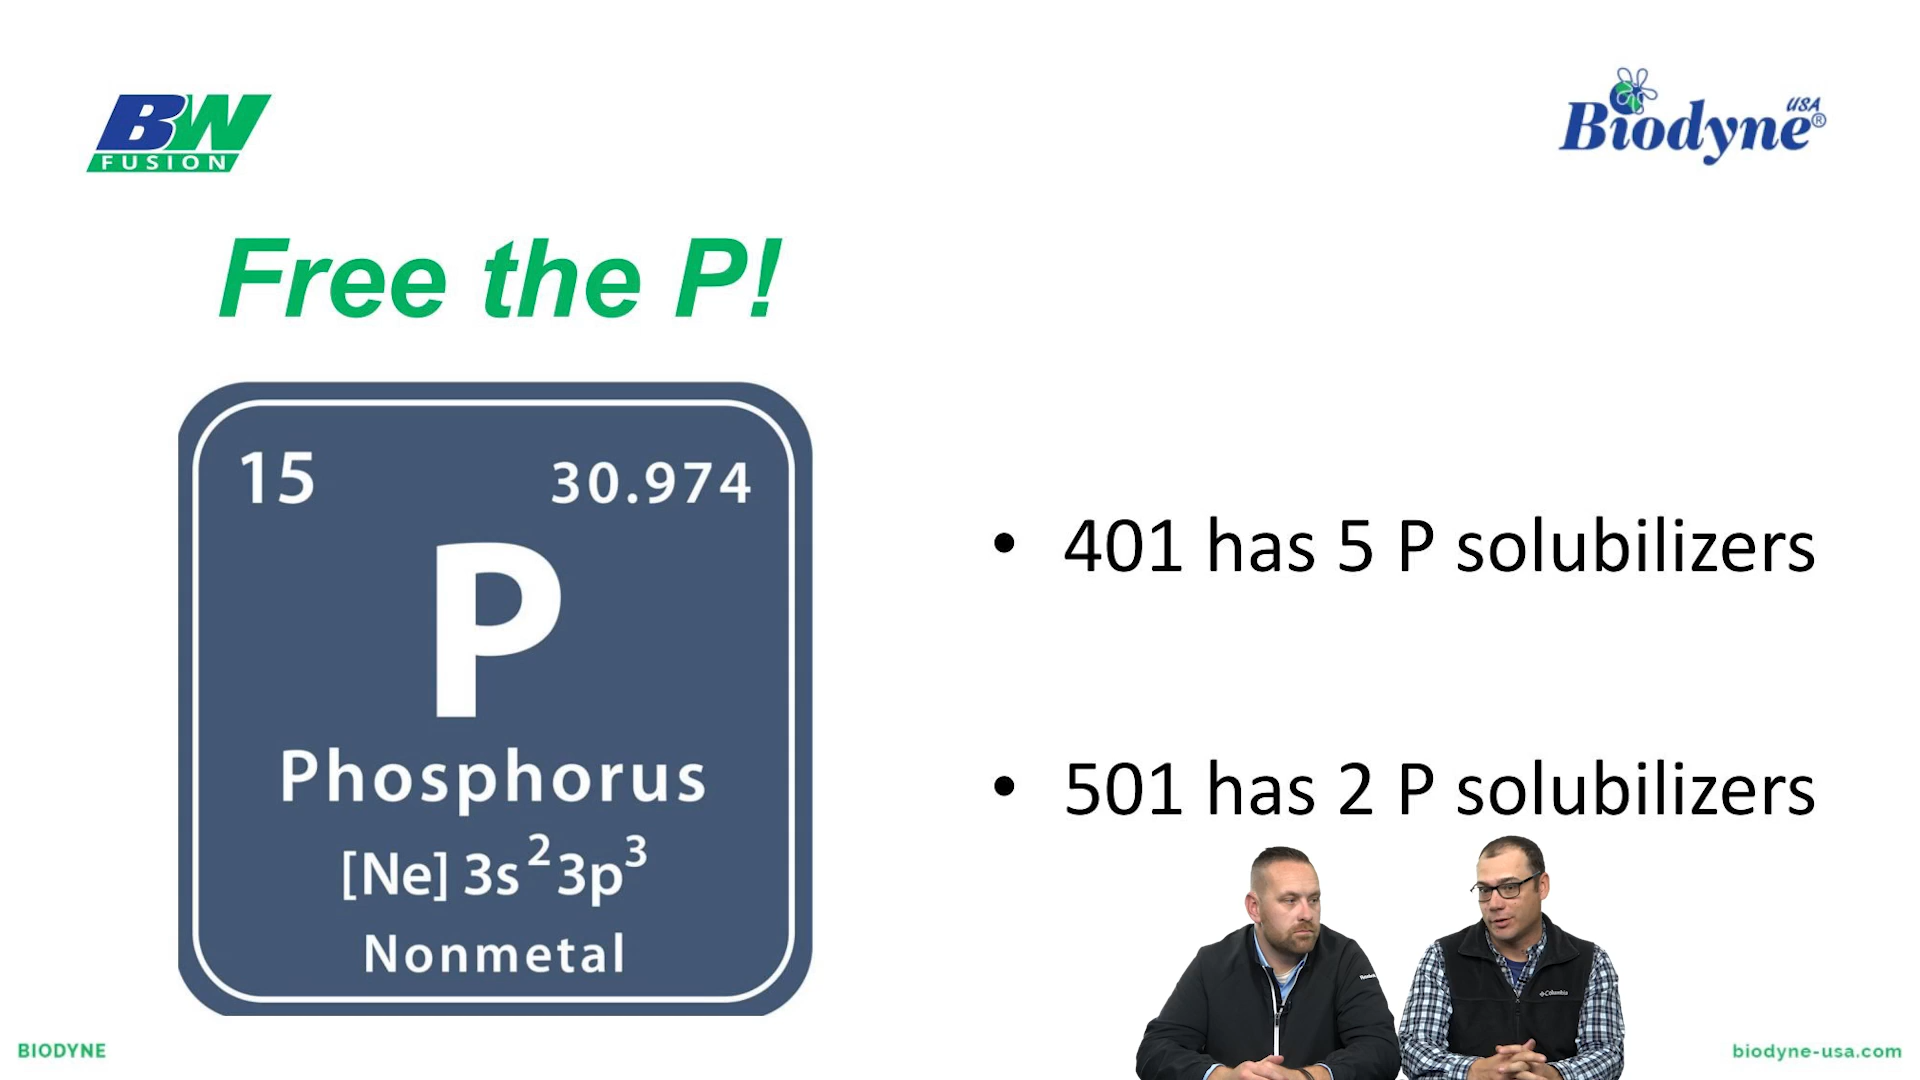 BW
FUSION
Biodyne USA®
Free the P!
15
30.974
P
Phosphorus
[Ne] 3s²3p³
Nonmetal
• 401 has 5 P solubilizers
• 501 has 2 P solubilizers
Columbia
BIODYNE
biodyne-usa.com